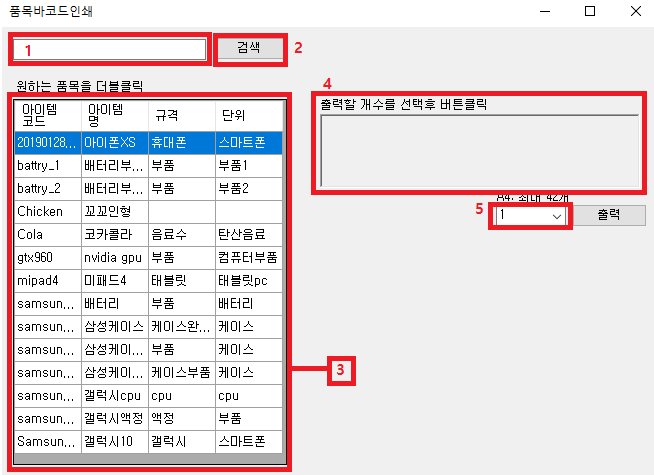 품목바코드인쇄
1
검색
2
원하는 품목을 더블클릭
4
출력할 개수를 선택후 버튼클릭
아이템 코드 아이템 명 규격 단위
20190128... 아이폰XS 휴대폰 스마트폰
battry_1 배터리부... 부품 부품1
battry_2 배터리부... 부품 부품2
Chicken 꼬꼬인형
Cola 코카콜라 음료수 탄산음료
gtx960 nvidia gpu 부품 컴퓨터부품
mipad4 미패드4 태블릿 태블릿pc
samsun... 배터리 부품 배터리
samsun... 삼성케이스 케이스완... 케이스
samsun... 삼성케이... 부품 케이스
samsun... 삼성케이... 케이스부품 케이스
samsun... 갤럭시cpu cpu cpu
samsun... 갤럭시액정 액정 부품
Samsun... 갤럭시10 갤럭시 스마트폰
3
A4: 최대 42개
5
1
출력